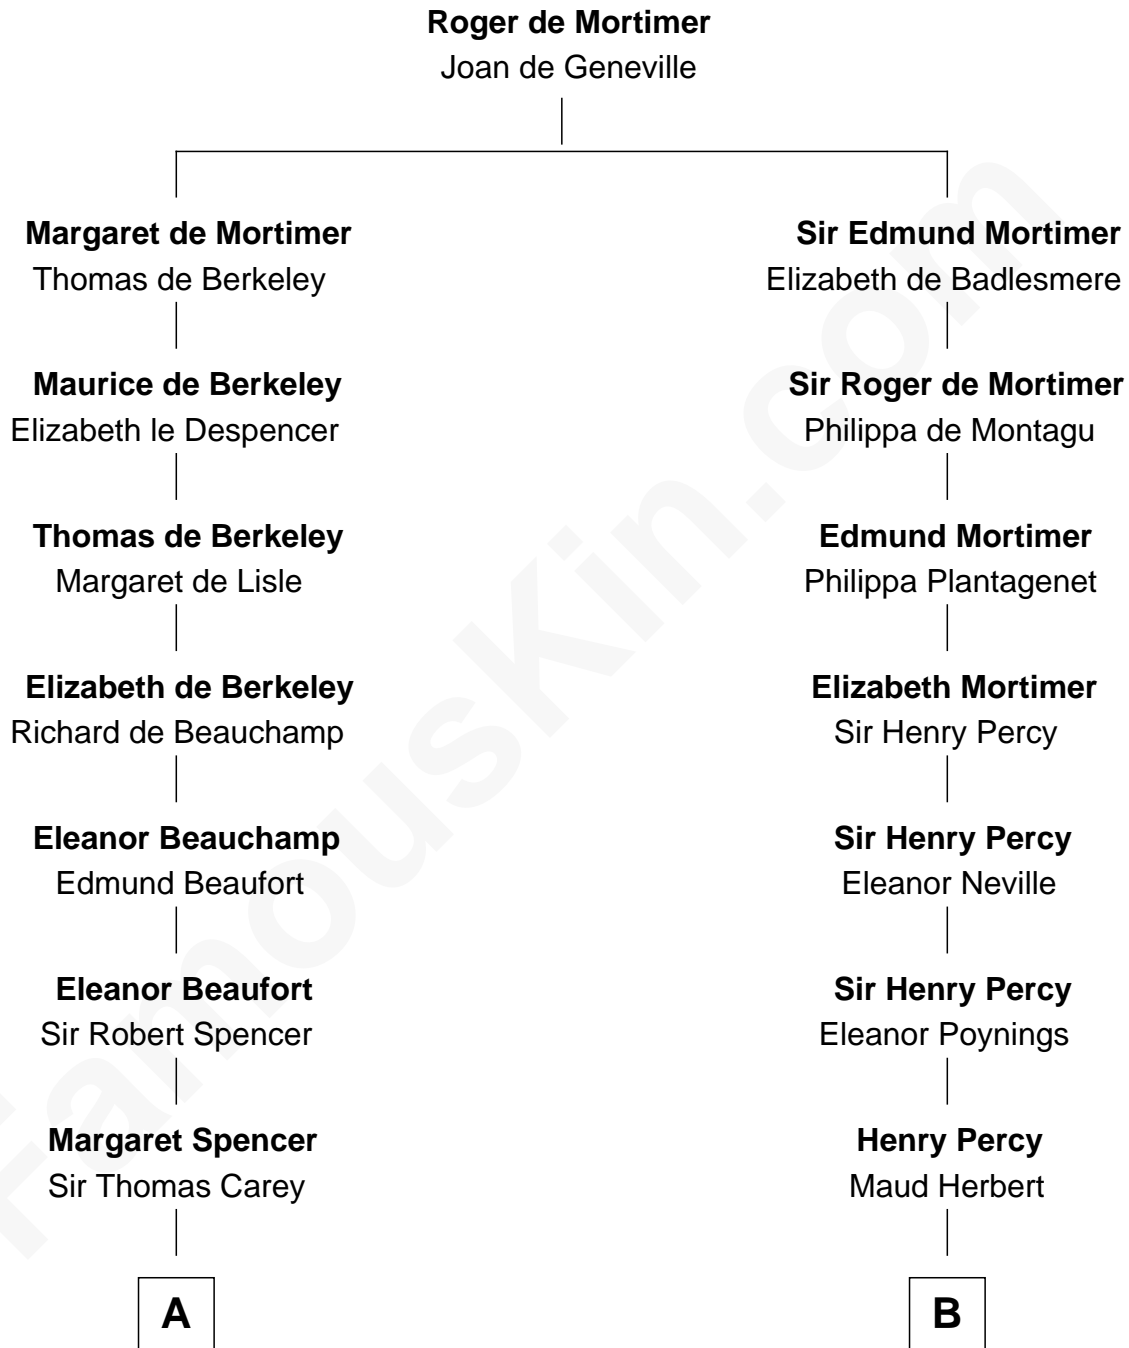 Roger de Mortimer
Joan de Geneville
Margaret de Mortimer
Thomas de Berkeley
Sir Edmund Mortimer
Elizabeth de Badlesmere
Maurice de Berkeley
Elizabeth le Despencer
Sir Roger de Mortimer
Philippa de Montagu
Thomas de Berkeley
Margaret de Lisle
Edmund Mortimer
Philippa Plantagenet
Elizabeth de Berkeley
Richard de Beauchamp
Elizabeth Mortimer
Sir Henry Percy
Eleanor Beauchamp
Edmund Beaufort
Sir Henry Percy
Eleanor Neville
Eleanor Beaufort
Sir Robert Spencer
Sir Henry Percy
Eleanor Poynings
Margaret Spencer
Sir Thomas Carey
Henry Percy
Maud Herbert
A
B
FamousKin.com